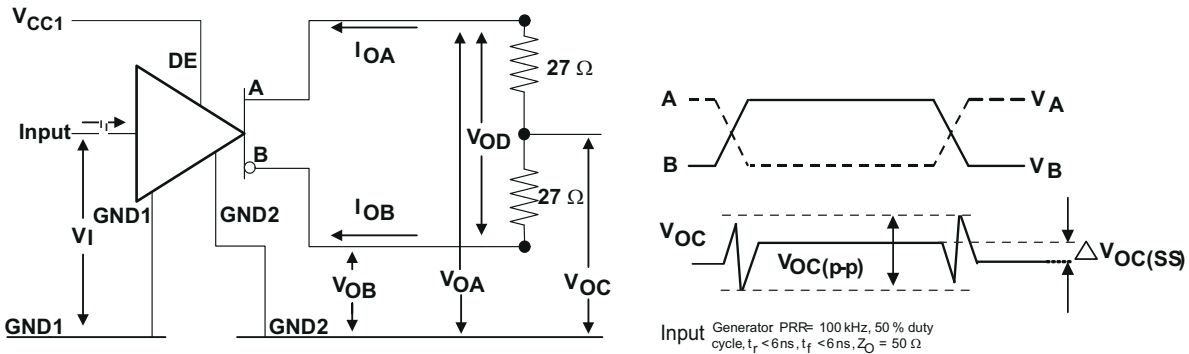 VCC1
DE
IOA
27 Ω
A
Input
II
VOD
B
27 Ω
GND1
GND2
IOB
VI
VOB
VOA
VOC
GND1
GND2
A
VA
B
VB
VOC
VOC(p-p)
△VOC(SS)
Input Generator PRR= 100 kHz, 50 % duty
cycle, tr <6ns, tf <6ns, ZO = 50 Ω